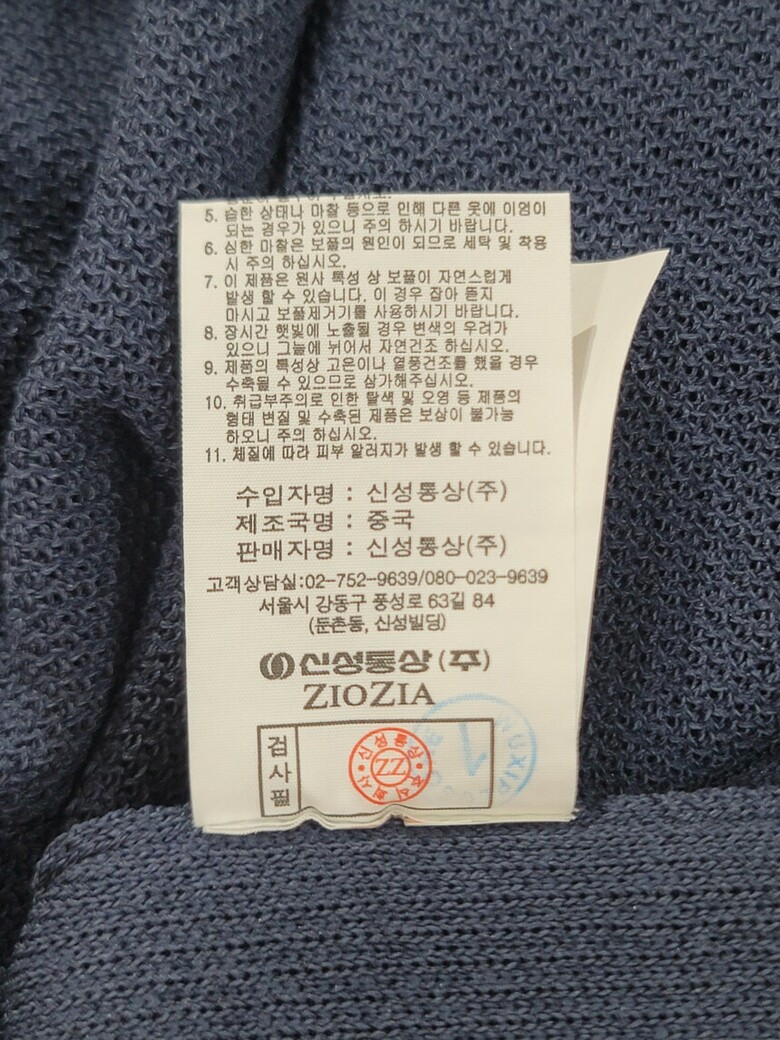 5. 습한 상태나 마찰 등으로 인해 다른 옷에 이염이
되는 경우가 있으니 주의 하시기 바랍니다.
6. 심한 마찰은 보풀의 원인이 되므로 세탁 및 착용
시 주의 하십시오.
7. 이 제품은 원사 특성 상 보풀이 자연스럽게
발생 할 수 있습니다. 이 경우 잡아 뜯지
마시고 보풀제거기를 사용하시기 바랍니다.
8. 장시간 햇빛에 노출될 경우 변색의 우려가
있으니 그늘에 뉘어서 자연건조 하십시오.
9. 제품의 특성상 고온이나 열풍건조를 했을 경우
수축될 수 있으므로 삼가해주십시오.
10. 취급부주의로 인한 탈색 및 오염 등 제품의
형태 변질 및 수축된 제품은 보상이 불가능
하오니 주의 하십시오.
11. 체질에 따라 피부 알러지가 발생 할 수 있습니다.
수입자명 : 신성통상(주)
제조국명 : 중국
판매자명 : 신성통상(주)
고객상담실:02-752-9639/080-023-9639
서울시 강동구 풍성로 63길 84
(둔촌동, 신성빌딩)
신성통상(주)
ZIOZIA
검사필
신성통상 주식회사
ZZ
1